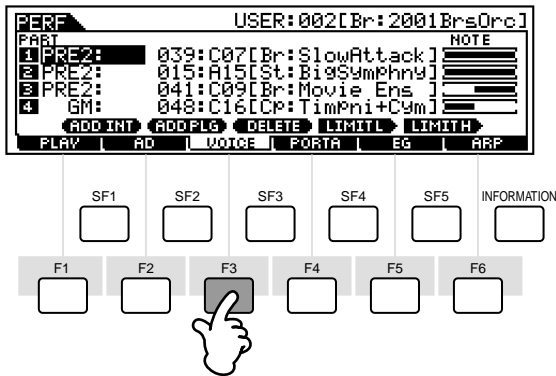 PERF USER:002[Br:2001BrsOrc]
PART NOTE
1 PRE2: 039:C07[Br:SlowAttack]
2 PRE2: 015:A15[St:BigSymphny]
3 PRE2: 041:C09[Br:Movie Ens ]
4 GM: 048:C16[Cp:Timpni+Cym]
ADD INT ADD PLG DELETE LIMIT L LIMIT H
PLAY AD VOICE PORTA EG ARP
SF1 SF2 SF3 SF4 SF5 INFORMATION
F1 F2 F3 F4 F5 F6